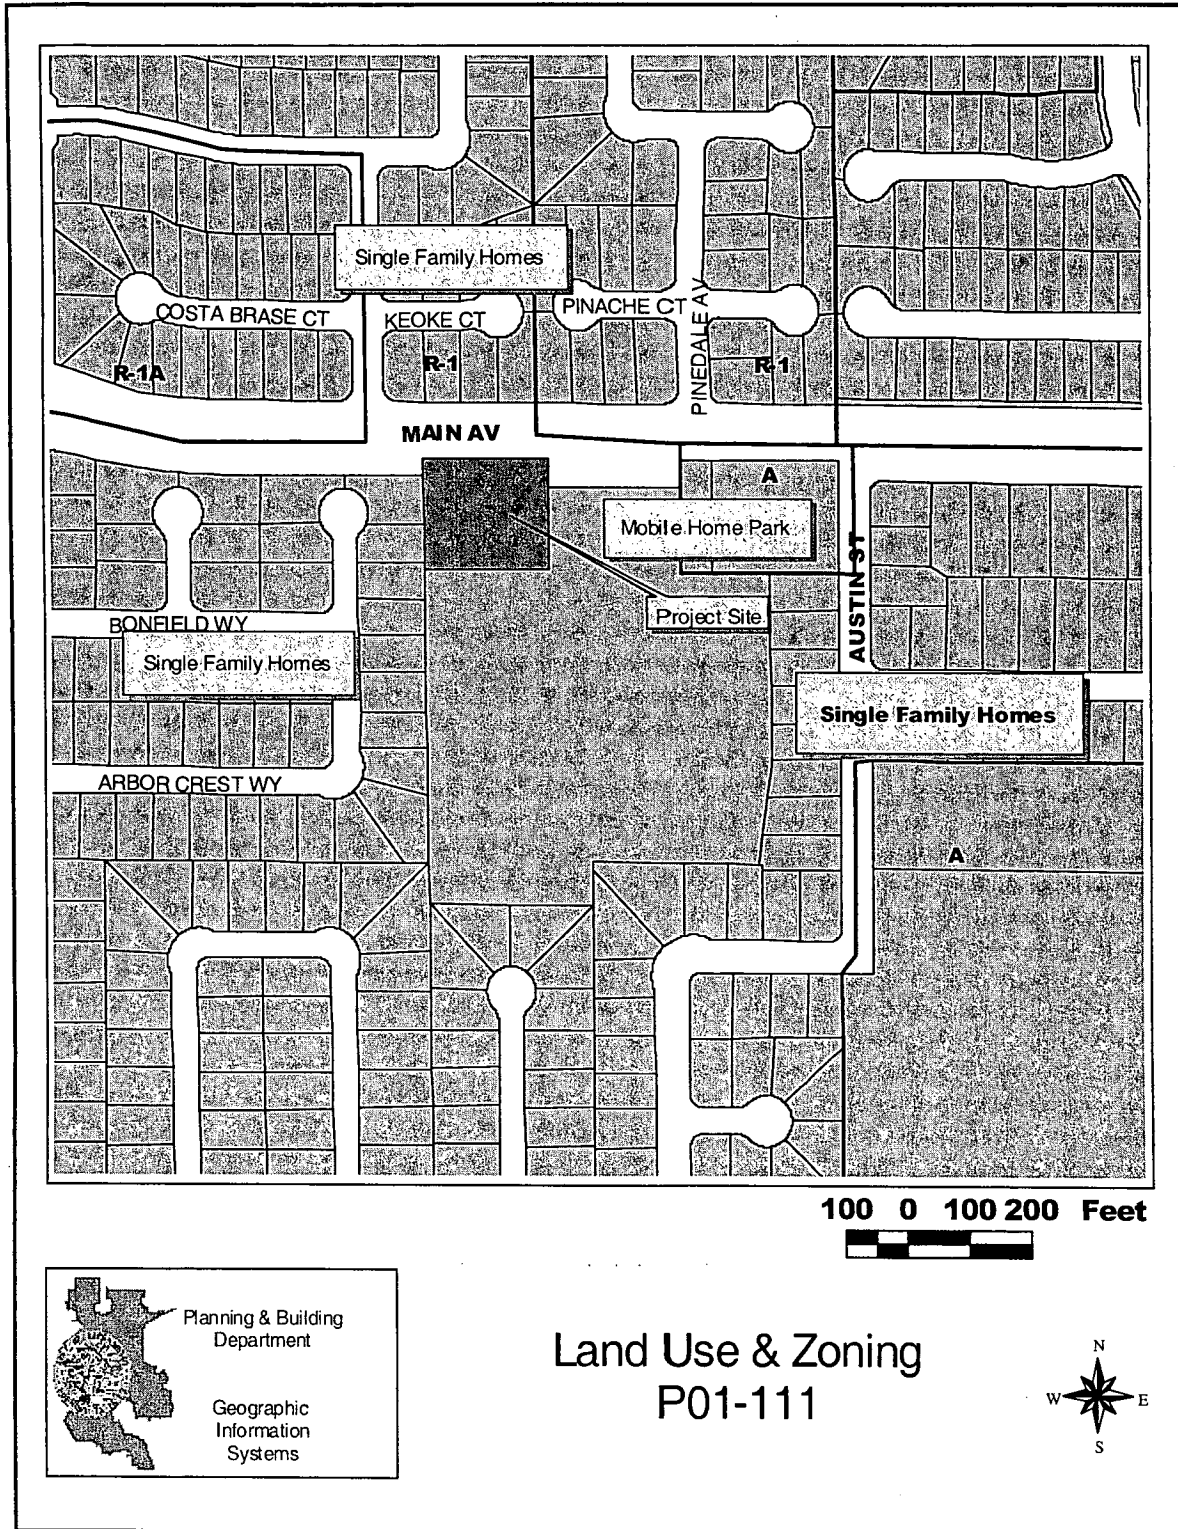 Single Family Homes
COSTA BRASE CT
KEOKE CT
PINACHE CT
PINEDALE AV
R-1A
R-1
R-1
MAIN AV
A
Mobile Home Park
Project Site
AUSTIN ST
BONFIELD WY
Single Family Homes
Single Family Homes
ARBOR CREST WY
A
100 0 100 200 Feet
Planning & Building
Department
Geographic
Information
Systems
Land Use & Zoning
P01-111
N
W E
S